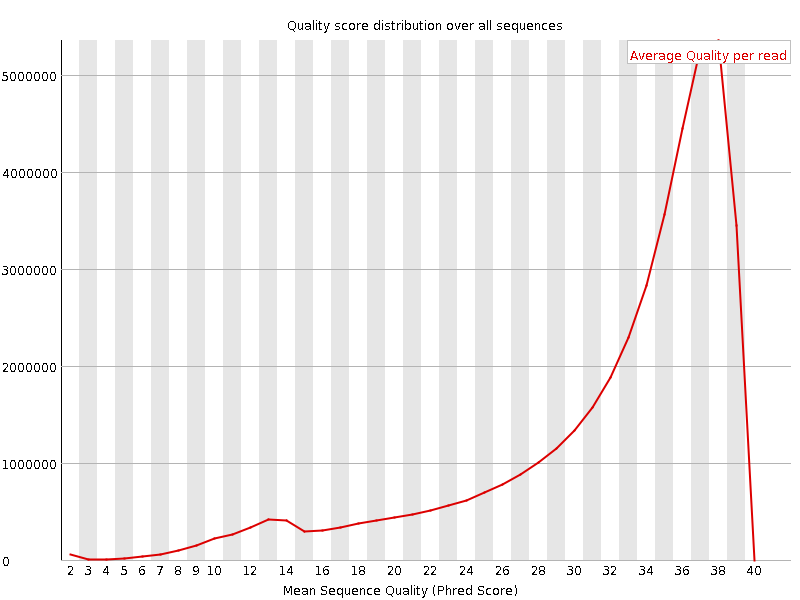 Quality score distribution over all sequences
Average Quality per read
5000000
4000000
3000000
2000000
1000000
0
2 3 4 5 6 7 8 9 10 12 14 16 18 20 22 24 26 28 30 32 34 36 38 40
Mean Sequence Quality (Phred Score)